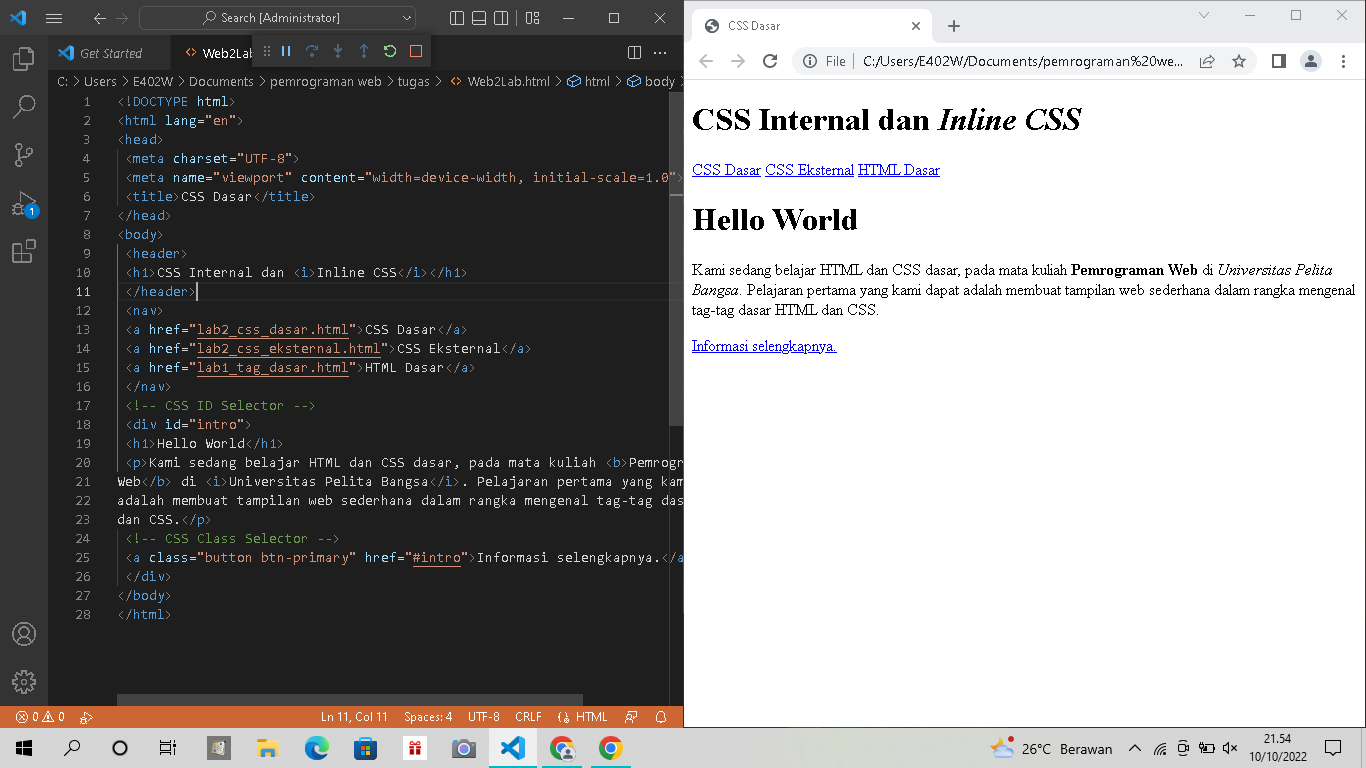 Search [Administrator]
Get Started
Web2Lab
C: > Users > E402W > Documents > pemrograman web > tugas > Web2Lab.html > html > body >
1 <!DOCTYPE html>
2 <html lang="en">
3 <head>
4 <meta charset="UTF-8">
5 <meta name="viewport" content="width=device-width, initial-scale=1.0">
6 <title>CSS Dasar</title>
7 </head>
8 <body>
9 <header>
10 <h1>CSS Internal dan <i>Inline CSS</i></h1>
11 </header>
12 <nav>
13 <a href="lab2_css_dasar.html">CSS Dasar</a>
14 <a href="lab2_css_eksternal.html">CSS Eksternal</a>
15 <a href="lab1_tag_dasar.html">HTML Dasar</a>
16 </nav>
17 <!-- CSS ID Selector -->
18 <div id="intro">
19 <h1>Hello World</h1>
20 <p>Kami sedang belajar HTML dan CSS dasar, pada mata kuliah <b>Pemrogr
21 Web</b> di <i>Universitas Pelita Bangsa</i>. Pelajaran pertama yang kam
22 adalah membuat tampilan web sederhana dalam rangka mengenal tag-tag das
23 dan CSS.</p>
24 <!-- CSS Class Selector -->
25 <a class="button btn-primary" href="#intro">Informasi selengkapnya.</a
26 </div>
27 </body>
28 </html>
1
0 0
Ln 11, Col 11 Spaces: 4 UTF-8 CRLF HTML
CSS Dasar
File | C:/Users/E402W/Documents/pemrograman%20we...
CSS Internal dan Inline CSS
CSS Dasar CSS Eksternal HTML Dasar
Hello World
Kami sedang belajar HTML dan CSS dasar, pada mata kuliah Pemrograman Web di Universitas Pelita
Bangsa. Pelajaran pertama yang kami dapat adalah membuat tampilan web sederhana dalam rangka mengenal
tag-tag dasar HTML dan CSS.
Informasi selengkapnya.
26°C Berawan
21.54
10/10/2022